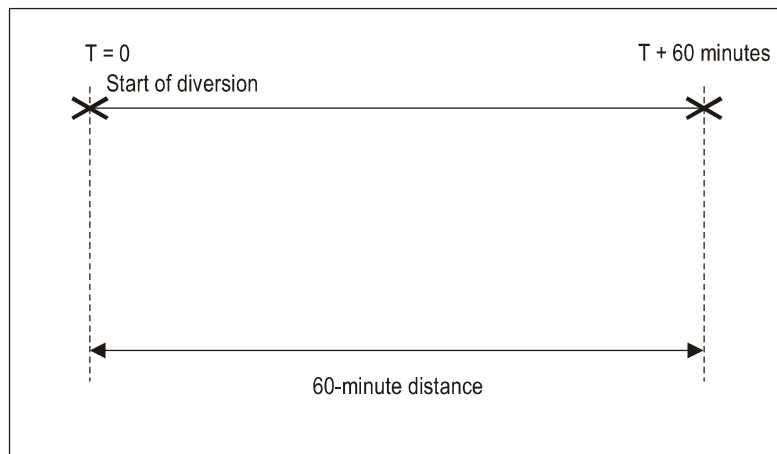 T = 0
T + 60 minutes
Start of diversion
60-minute distance